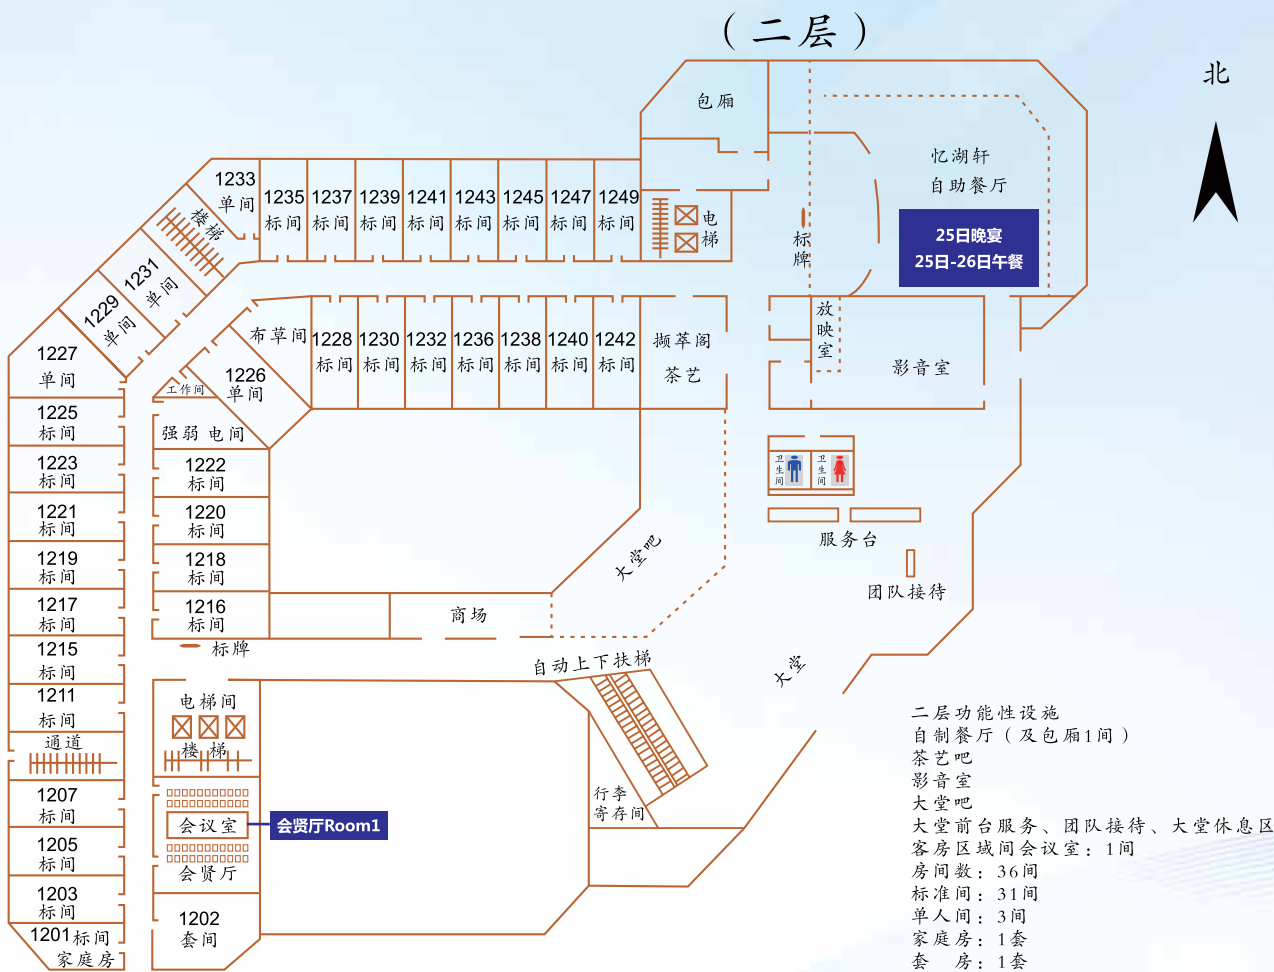 （二层）
北
包厢
忆湖轩
自助餐厅
25日晚宴
25日-26日午餐
1233
单间
楼梯
1235
标间
1237
标间
1239
标间
1241
标间
1243
标间
1245
标间
1247
标间
1249
标间
电梯
标牌
1231
单间
1229
单间
1227
单间
布草间
1228
标间
1230
标间
1232
标间
1236
标间
1238
标间
1240
标间
1242
标间
撷萃阁
茶艺
放映室
影音室
工作间
1226
单间
强弱 电间
1225
标间
1223
标间
1221
标间
1219
标间
1217
标间
1215
标间
1211
标间
通道
1222
标间
1220
标间
1218
标间
1216
标间
标牌
卫生间
卫生间
服务台
团队接待
大堂吧
商场
自动上下扶梯
大堂
行李
寄存间
电梯间
楼 梯
会议室
会贤厅Room1
会贤厅
1207
标间
1205
标间
1203
标间
1201 标间
家庭房
1202
套间
二层功能性设施
自制餐厅（及包厢1间）
茶艺吧
影音室
大堂吧
大堂前台服务、团队接待、大堂休息区
客房区域间会议室：1间
房间数：36间
标准间：31间
单人间：3间
家庭房：1套
套　房：1套